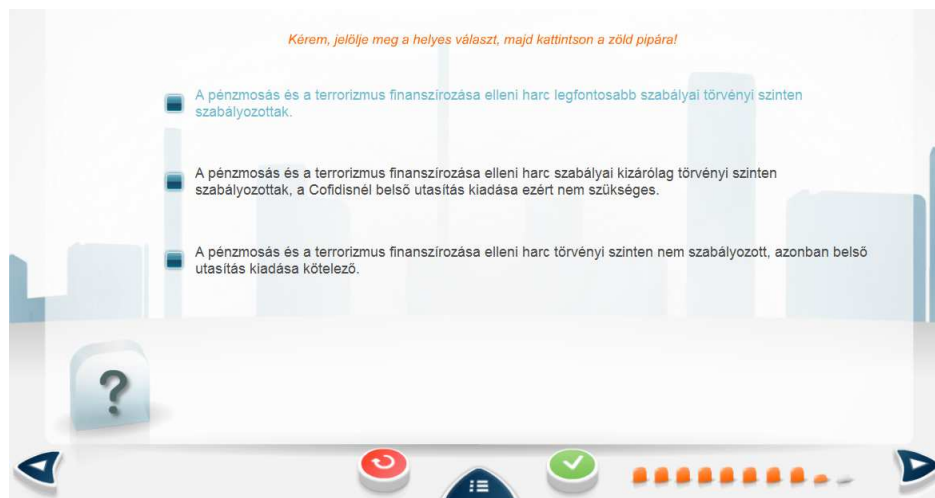 Kérem, jelölje meg a helyes választ, majd kattintson a zöld pipára!
A pénzmosás és a terrorizmus finanszírozása elleni harc legfontosabb szabályai törvényi szinten
szabályozottak.
A pénzmosás és a terrorizmus finanszírozása elleni harc szabályai kizárólag törvényi szinten
szabályozottak, a Cofidisnél belső utasítás kiadása ezért nem szükséges.
A pénzmosás és a terrorizmus finanszírozása elleni harc törvényi szinten nem szabályozott, azonban belső
utasítás kiadása kötelező.
?